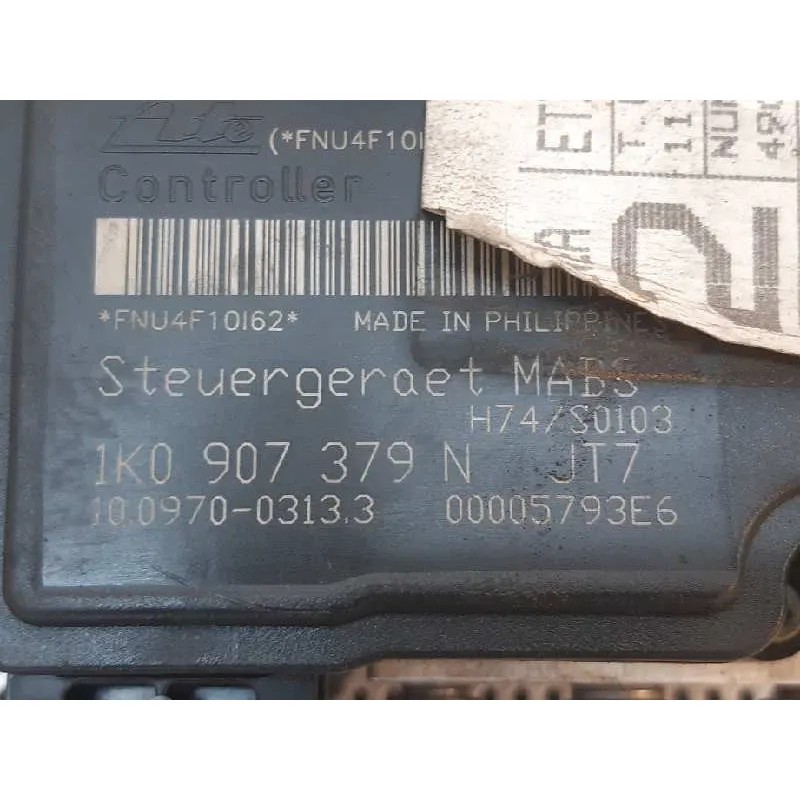 Ate (*FNU4F10I
Controller
*FNU4F10I62* MADE IN PHILIPPINES
Steuergeraet MABS
H74/S0103
1K0 907 379 N JT7
10.0970-0313.3 00005793E6
2